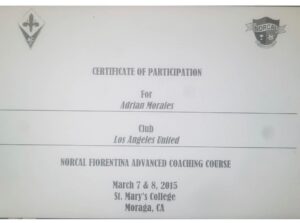 NORCAL
CERTIFICATE OF PARTICIPATION
For
Adrian Morales
Club
Los Angeles United
NORCAL FIORENTINA ADVANCED COACHING COURSE
March 7 & 8, 2015
St. Mary's College
Moraga, CA